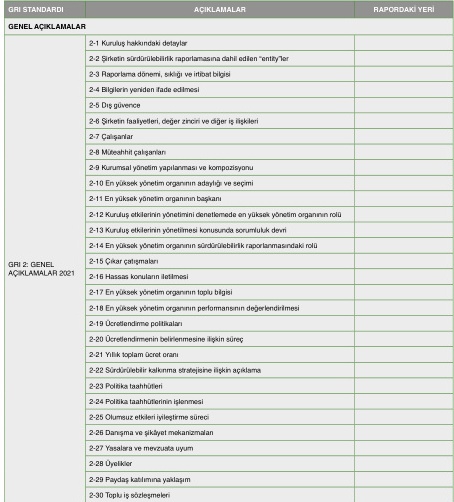 GRI STANDARDI AÇIKLAMALAR RAPORDAKİ YERİ
GENEL AÇIKLAMALAR
GRI 2: GENEL
AÇIKLAMALAR 2021
2-1 Kuruluş hakkındaki detaylar
2-2 Şirketin sürdürülebilirlik raporlamasına dahil edilen “entity”ler
2-3 Raporlama dönemi, sıklığı ve irtibat bilgisi
2-4 Bilgilerin yeniden ifade edilmesi
2-5 Dış güvence
2-6 Şirketin faaliyetleri, değer zinciri ve diğer iş ilişkileri
2-7 Çalışanlar
2-8 Müteahhit çalışanları
2-9 Kurumsal yönetim yapılanması ve kompozisyonu
2-10 En yüksek yönetim organının adaylığı ve seçimi
2-11 En yüksek yönetim organının başkanı
2-12 Kuruluş etkilerinin yönetimini denetlemede en yüksek yönetim organının rolü
2-13 Kuruluş etkilerinin yönetilmesi konusunda sorumluluk devri
2-14 En yüksek yönetim organının sürdürülebilirlik raporlanmasındaki rolü
2-15 Çıkar çatışmaları
2-16 Hassas konuların iletilmesi
2-17 En yüksek yönetim organının toplu bilgisi
2-18 En yüksek yönetim organının performansının değerlendirilmesi
2-19 Ücretlendirme politikaları
2-20 Ücretlendirmenin belirlenmesine ilişkin süreç
2-21 Yıllık toplam ücret oranı
2-22 Sürdürülebilir kalkınma stratejisine ilişkin açıklama
2-23 Politika taahhütleri
2-24 Politika taahhütlerinin işlenmesi
2-25 Olumsuz etkileri iyileştirme süreci
2-26 Danışma ve şikâyet mekanizmaları
2-27 Yasalara ve mevzuata uyum
2-28 Üyelikler
2-29 Paydaş katılımına yaklaşım
2-30 Toplu iş sözleşmeleri